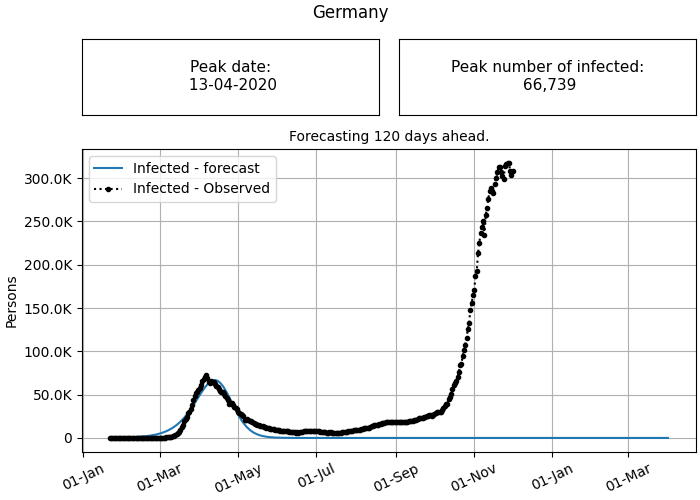 Germany
Peak date:
13-04-2020
Peak number of infected:
66,739
Forecasting 120 days ahead.
Infected - forecast
Infected - Observed
300.0K
250.0K
200.0K
150.0K
100.0K
50.0K
0
Persons
01-Jan
01-Mar
01-May
01-Jul
01-Sep
01-Nov
01-Jan
01-Mar